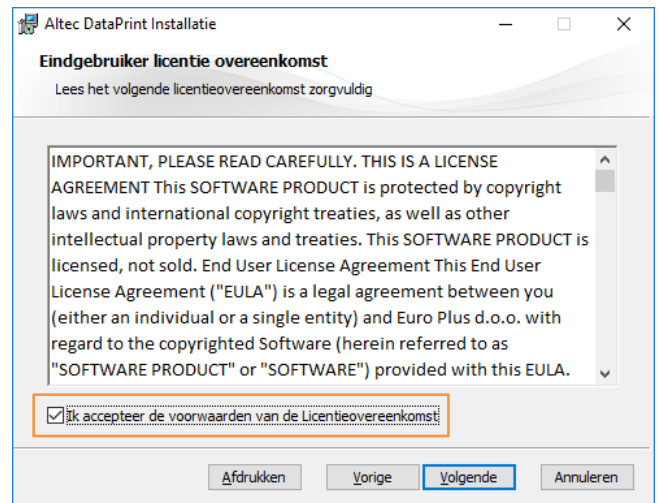 Altec DataPrint Installatie
Eindgebruiker licentie overeenkomst
Lees het volgende licentieovereenkomst zorgvuldig
IMPORTANT, PLEASE READ CAREFULLY. THIS IS A LICENSE
AGREEMENT This SOFTWARE PRODUCT is protected by copyright
laws and international copyright treaties, as well as other
intellectual property laws and treaties. This SOFTWARE PRODUCT is
licensed, not sold. End User License Agreement This End User
License Agreement ("EULA") is a legal agreement between you
(either an individual or a single entity) and Euro Plus d.o.o. with
regard to the copyrighted Software (herein referred to as
"SOFTWARE PRODUCT" or "SOFTWARE") provided with this EULA.
Ik accepteer de voorwaarden van de Licentieovereenkomst
Afdrukken Vorige Volgende Annuleren